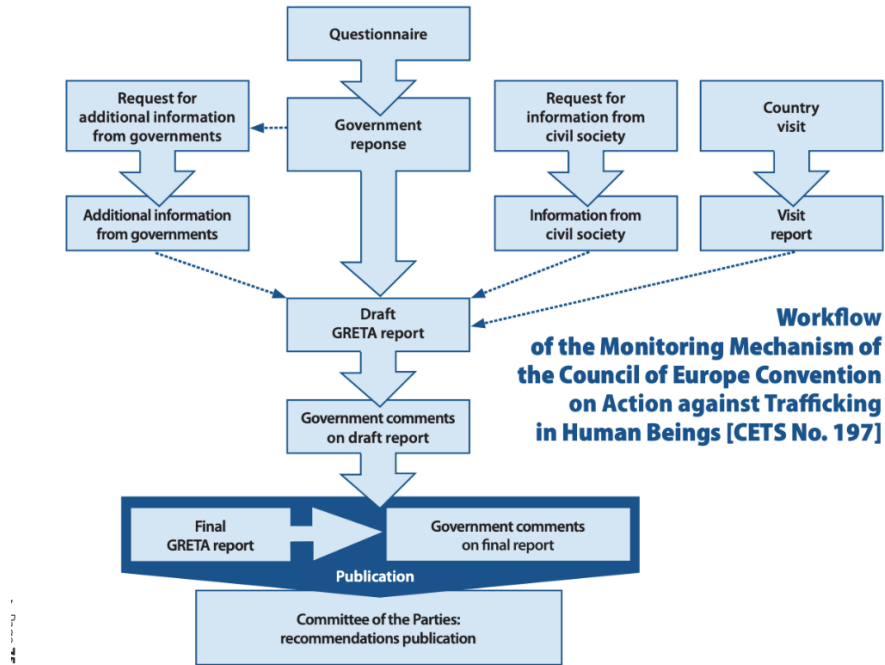 Questionnaire
Request for
additional information
from governments
Government
reponse
Request for
information from
civil society
Country
visit
Additional information
from governments
Information from
civil society
Visit
report
Draft
GRETA report
Workflow
of the Monitoring Mechanism of
the Council of Europe Convention
on Action against Trafficking
in Human Beings [CETS No. 197]
Government comments
on draft report
Final
GRETA report
Government comments
on final report
Publication
Committee of the Parties:
recommendations publication